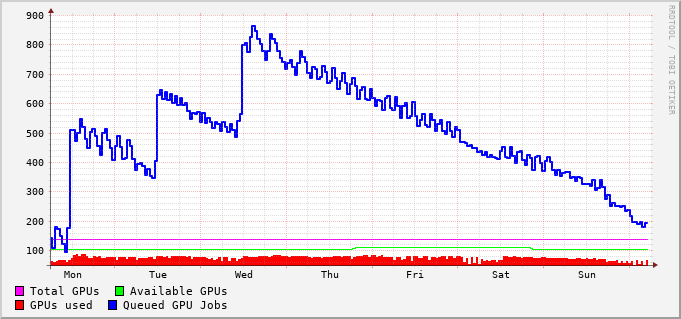 RRDTOOL / TOBI OETIKER
900
800
700
600
500
400
300
200
100
Mon Tue Wed Thu Fri Sat Sun
Total GPUs Available GPUs
GPUs used Queued GPU Jobs